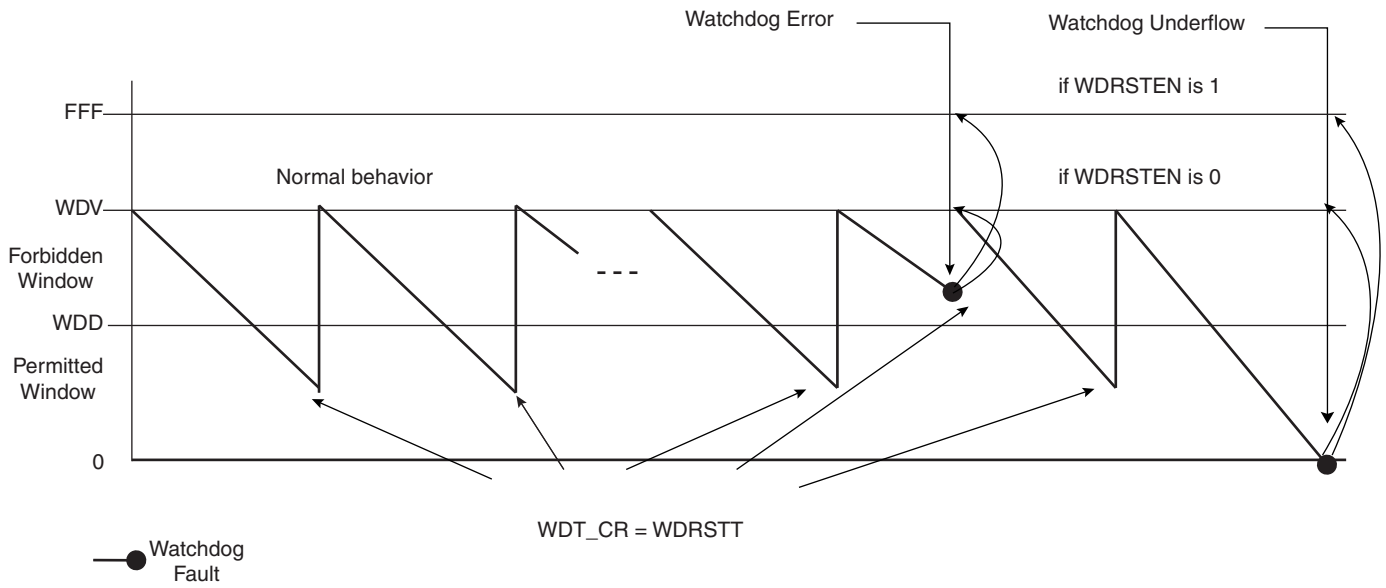 Watchdog Error
Watchdog Underflow
if WDRSTEN is 1
FFF
Normal behavior
if WDRSTEN is 0
WDV
Forbidden
Window
WDD
Permitted
Window
0
WDT_CR = WDRSTT
Watchdog
Fault